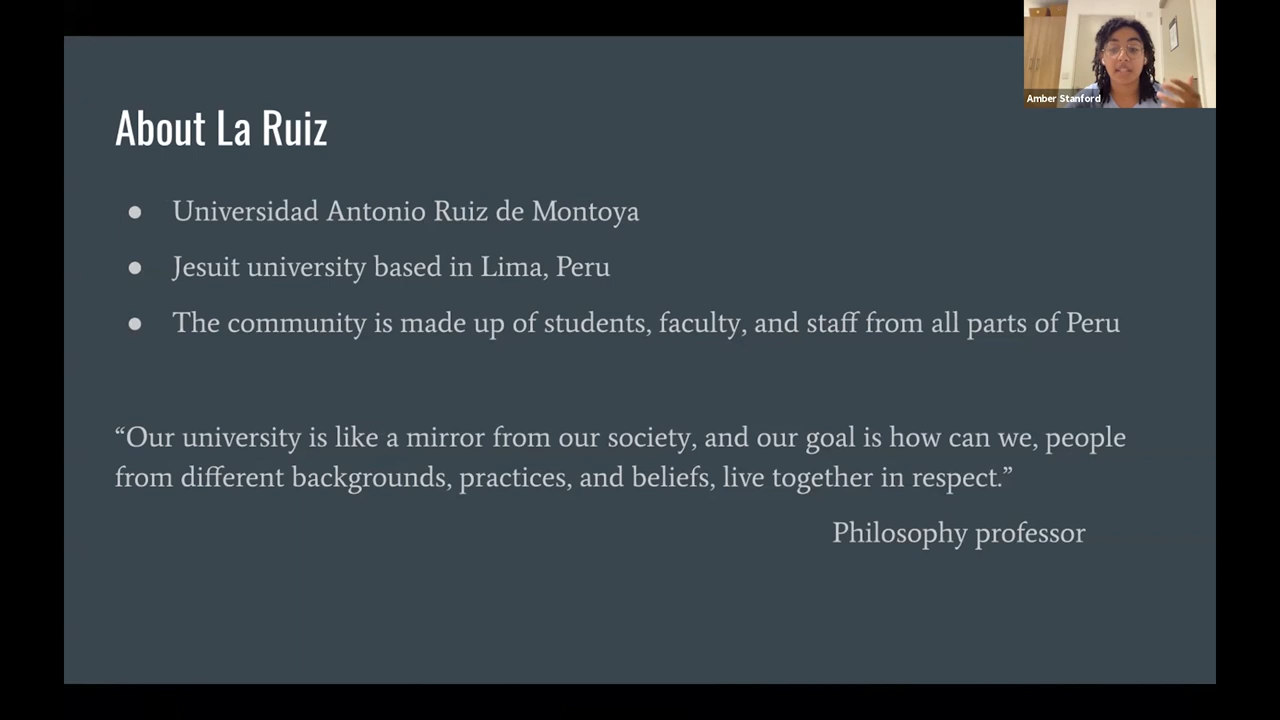 Amber Stanford
About La Ruiz
● Universidad Antonio Ruiz de Montoya
● Jesuit university based in Lima, Peru
● The community is made up of students, faculty, and staff from all parts of Peru
“Our university is like a mirror from our society, and our goal is how can we, people
from different backgrounds, practices, and beliefs, live together in respect.”
Philosophy professor